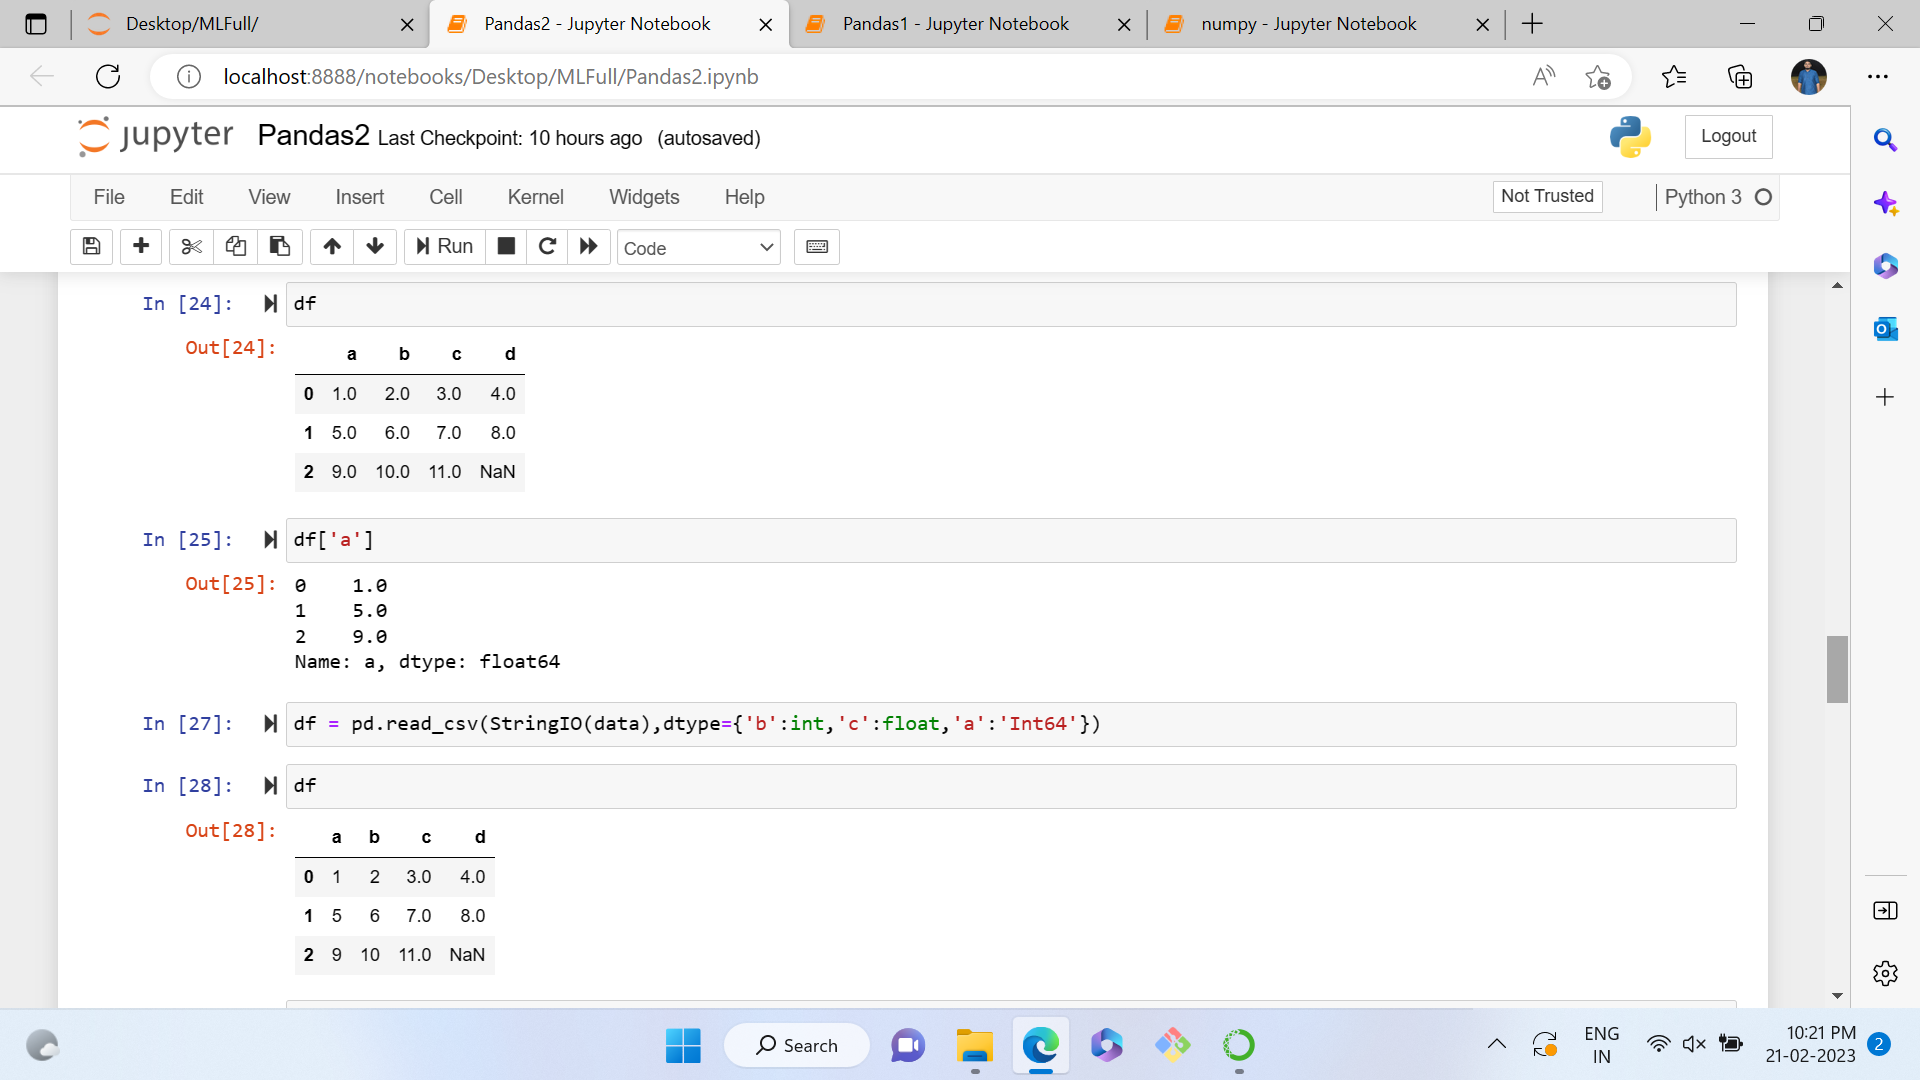 Desktop/MLFull/
Pandas2 - Jupyter Notebook
Pandas1 - Jupyter Notebook
numpy - Jupyter Notebook
localhost:8888/notebooks/Desktop/MLFull/Pandas2.ipynb
jupyter Pandas2 Last Checkpoint: 10 hours ago (autosaved)
Logout
File Edit View Insert Cell Kernel Widgets Help
Not Trusted
Python 3
Run
Code
In [24]: df
Out[24]:
a b c d
0 1.0 2.0 3.0 4.0
1 5.0 6.0 7.0 8.0
2 9.0 10.0 11.0 NaN
In [25]: df['a']
Out[25]: 0 1.0
1 5.0
2 9.0
Name: a, dtype: float64
In [27]: df = pd.read_csv(StringIO(data),dtype={'b':int,'c':float,'a':'Int64'})
In [28]: df
Out[28]:
a b c d
0 1 2 3.0 4.0
1 5 6 7.0 8.0
2 9 10 11.0 NaN
Search
ENG
IN
10:21 PM
21-02-2023
2